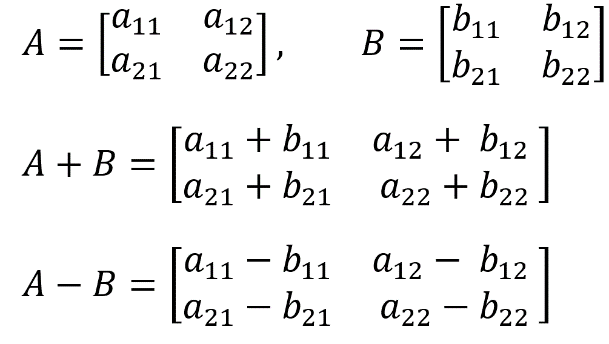 A = [a₁₁ a₁₂
a₂₁ a₂₂], B = [b₁₁ b₁₂
b₂₁ b₂₂]
A + B = [a₁₁ + b₁₁ a₁₂ + b₁₂
a₂₁ + b₂₁ a₂₂ + b₂₂]
A − B = [a₁₁ − b₁₁ a₁₂ − b₁₂
a₂₁ − b₂₁ a₂₂ − b₂₂]